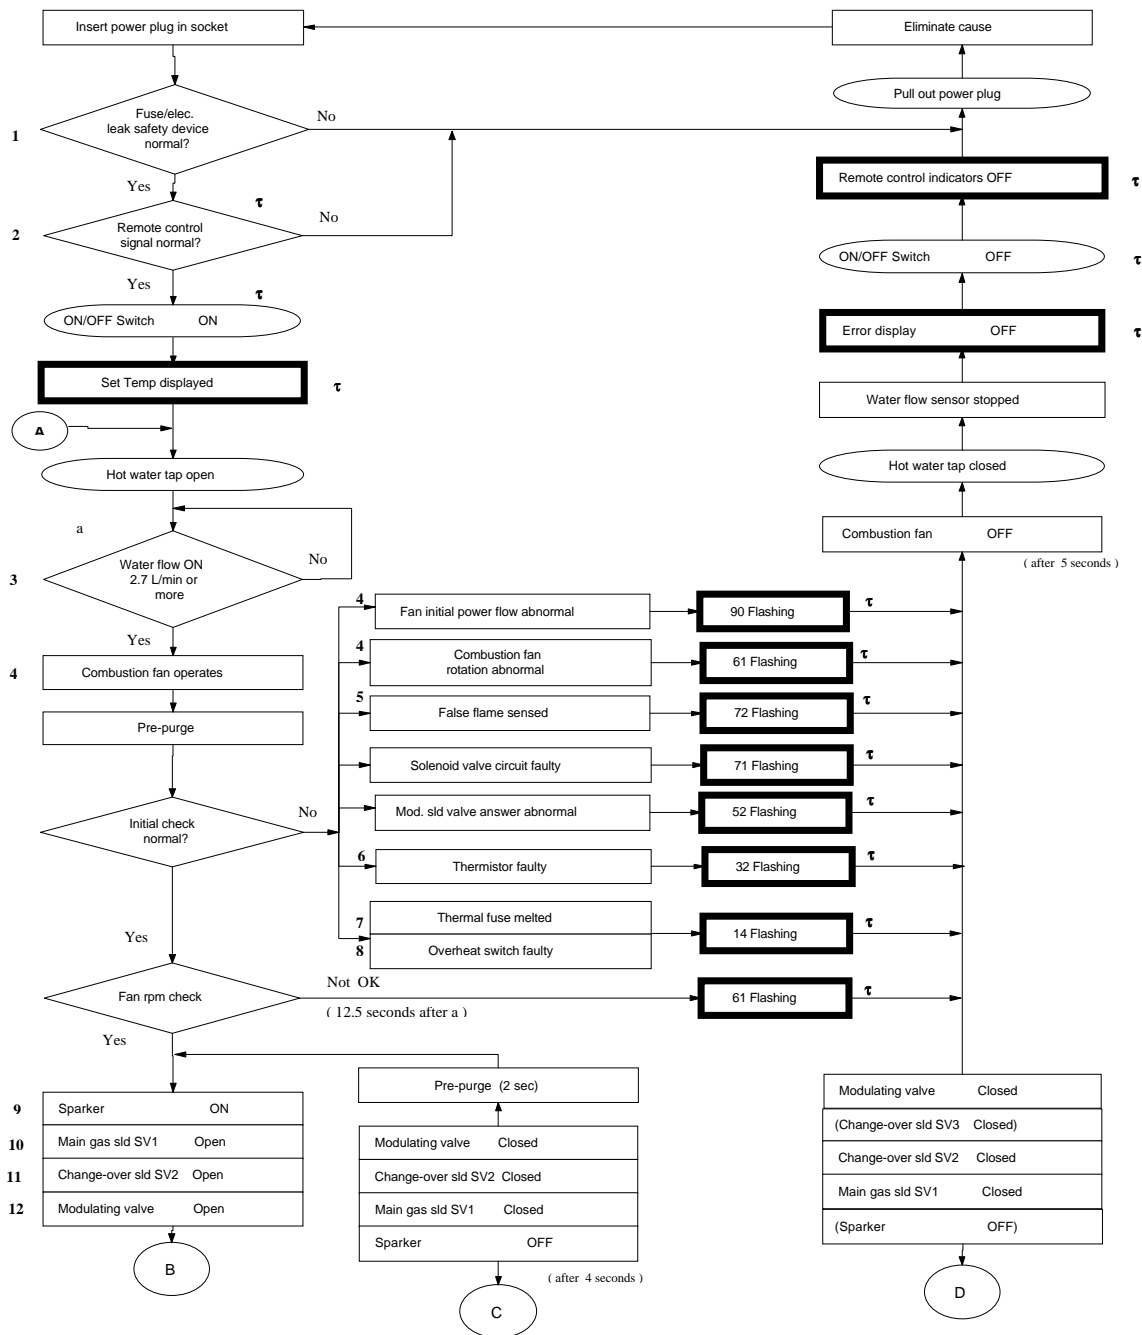 Insert power plug in socket
Eliminate cause
Pull out power plug
1
Fuse/elec.
leak safety device
normal?
No
Yes
Remote control indicators OFF
τ
τ
2
Remote control
signal normal?
No
Yes
ON/OFF Switch OFF
τ
τ
ON/OFF Switch ON
Error display OFF
τ
Set Temp displayed
τ
Water flow sensor stopped
A
Hot water tap open
Hot water tap closed
a
Combustion fan OFF
( after 5 seconds )
3
Water flow ON
2.7 L/min or
more
No
Yes
4
Fan initial power flow abnormal
90 Flashing
τ
4
Combustion fan operates
4
Combustion fan
rotation abnormal
61 Flashing
τ
Pre-purge
5
False flame sensed
72 Flashing
τ
Solenoid valve circuit faulty
71 Flashing
τ
Initial check
normal?
No
Yes
Mod. sld valve answer abnormal
52 Flashing
τ
6
Thermistor faulty
32 Flashing
τ
7
Thermal fuse melted
8
Overheat switch faulty
14 Flashing
τ
Fan rpm check
Not OK
( 12.5 seconds after a )
61 Flashing
τ
Yes
9
Sparker ON
10
Main gas sld SV1 Open
11
Change-over sld SV2 Open
12
Modulating valve Open
B
Pre-purge (2 sec)
Modulating valve Closed
Change-over sld SV2 Closed
Main gas sld SV1 Closed
Sparker OFF
( after 4 seconds )
C
Modulating valve Closed
(Change-over sld SV3 Closed)
Change-over sld SV2 Closed
Main gas sld SV1 Closed
(Sparker OFF)
D